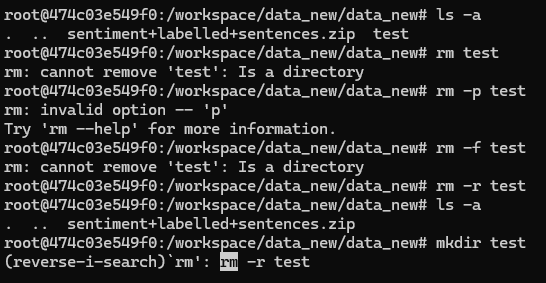 root@474c03e549f0:/workspace/data_new/data_new# ls -a
.  ..  sentiment+labelled+sentences.zip  test
root@474c03e549f0:/workspace/data_new/data_new# rm test
rm: cannot remove 'test': Is a directory
root@474c03e549f0:/workspace/data_new/data_new# rm -p test
rm: invalid option -- 'p'
Try 'rm --help' for more information.
root@474c03e549f0:/workspace/data_new/data_new# rm -f test
rm: cannot remove 'test': Is a directory
root@474c03e549f0:/workspace/data_new/data_new# rm -r test
root@474c03e549f0:/workspace/data_new/data_new# ls -a
.  ..  sentiment+labelled+sentences.zip
root@474c03e549f0:/workspace/data_new/data_new# mkdir test
(reverse-i-search)`rm': rm -r test